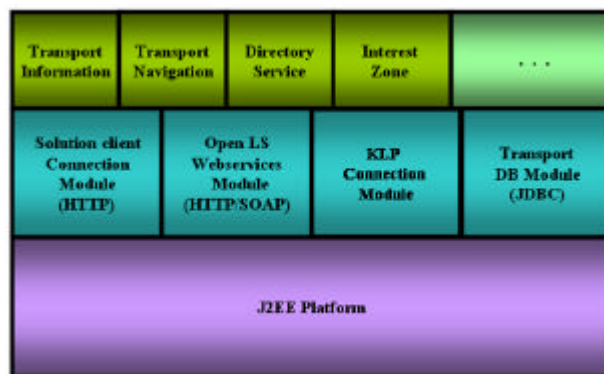 Transport
Information
Transport
Navigation
Directory
Service
Interest
Zone
. . .
Solution client
Connection
Module
(HTTP)
Open LS
Webservices
Module
(HTTP/SOAP)
KLP
Connection
Module
Transport
DB Module
(JDBC)
J2EE Platform